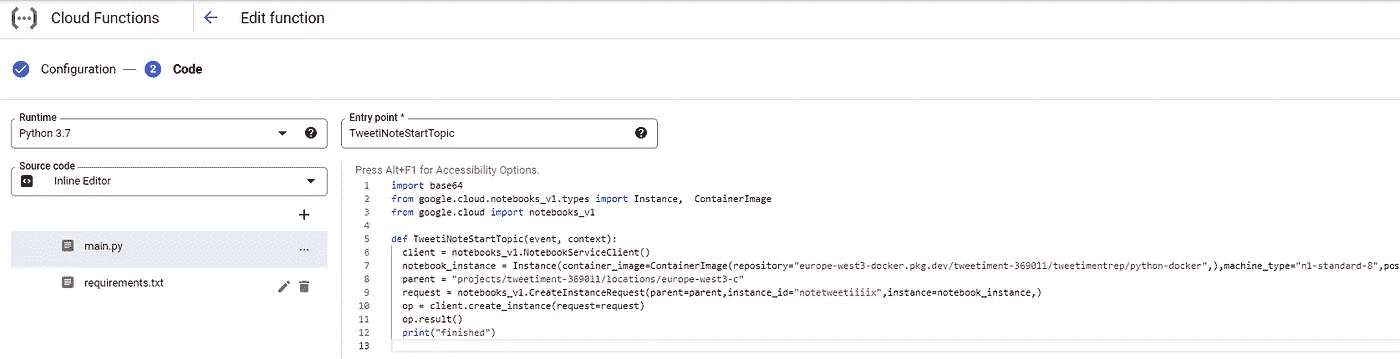 Cloud Functions
Edit function
Configuration
2 Code
Runtime
Python 3.7
Entry point *
TweetiNoteStartTopic
Source code
Inline Editor
main.py
requirements.txt
Press Alt+F1 for Accessibility Options.
1 import base64
2 from google.cloud.notebooks_v1.types import Instance,  ContainerImage
3 from google.cloud import notebooks_v1
4
5 def TweetiNoteStartTopic(event, context):
6   client = notebooks_v1.NotebookServiceClient()
7   notebook_instance = Instance(container_image=ContainerImage(repository="europe-west3-docker.pkg.dev/tweetiment-369011/tweetimentrep/python-docker",),machine_type="n1-standard-8",pos
8   parent = "projects/tweetiment-369011/locations/europe-west3-c"
9   request = notebooks_v1.CreateInstanceRequest(parent=parent,instance_id="notetweetiiiix",instance=notebook_instance,)
10   op = client.create_instance(request=request)
11   op.result()
12   print("finished")
13